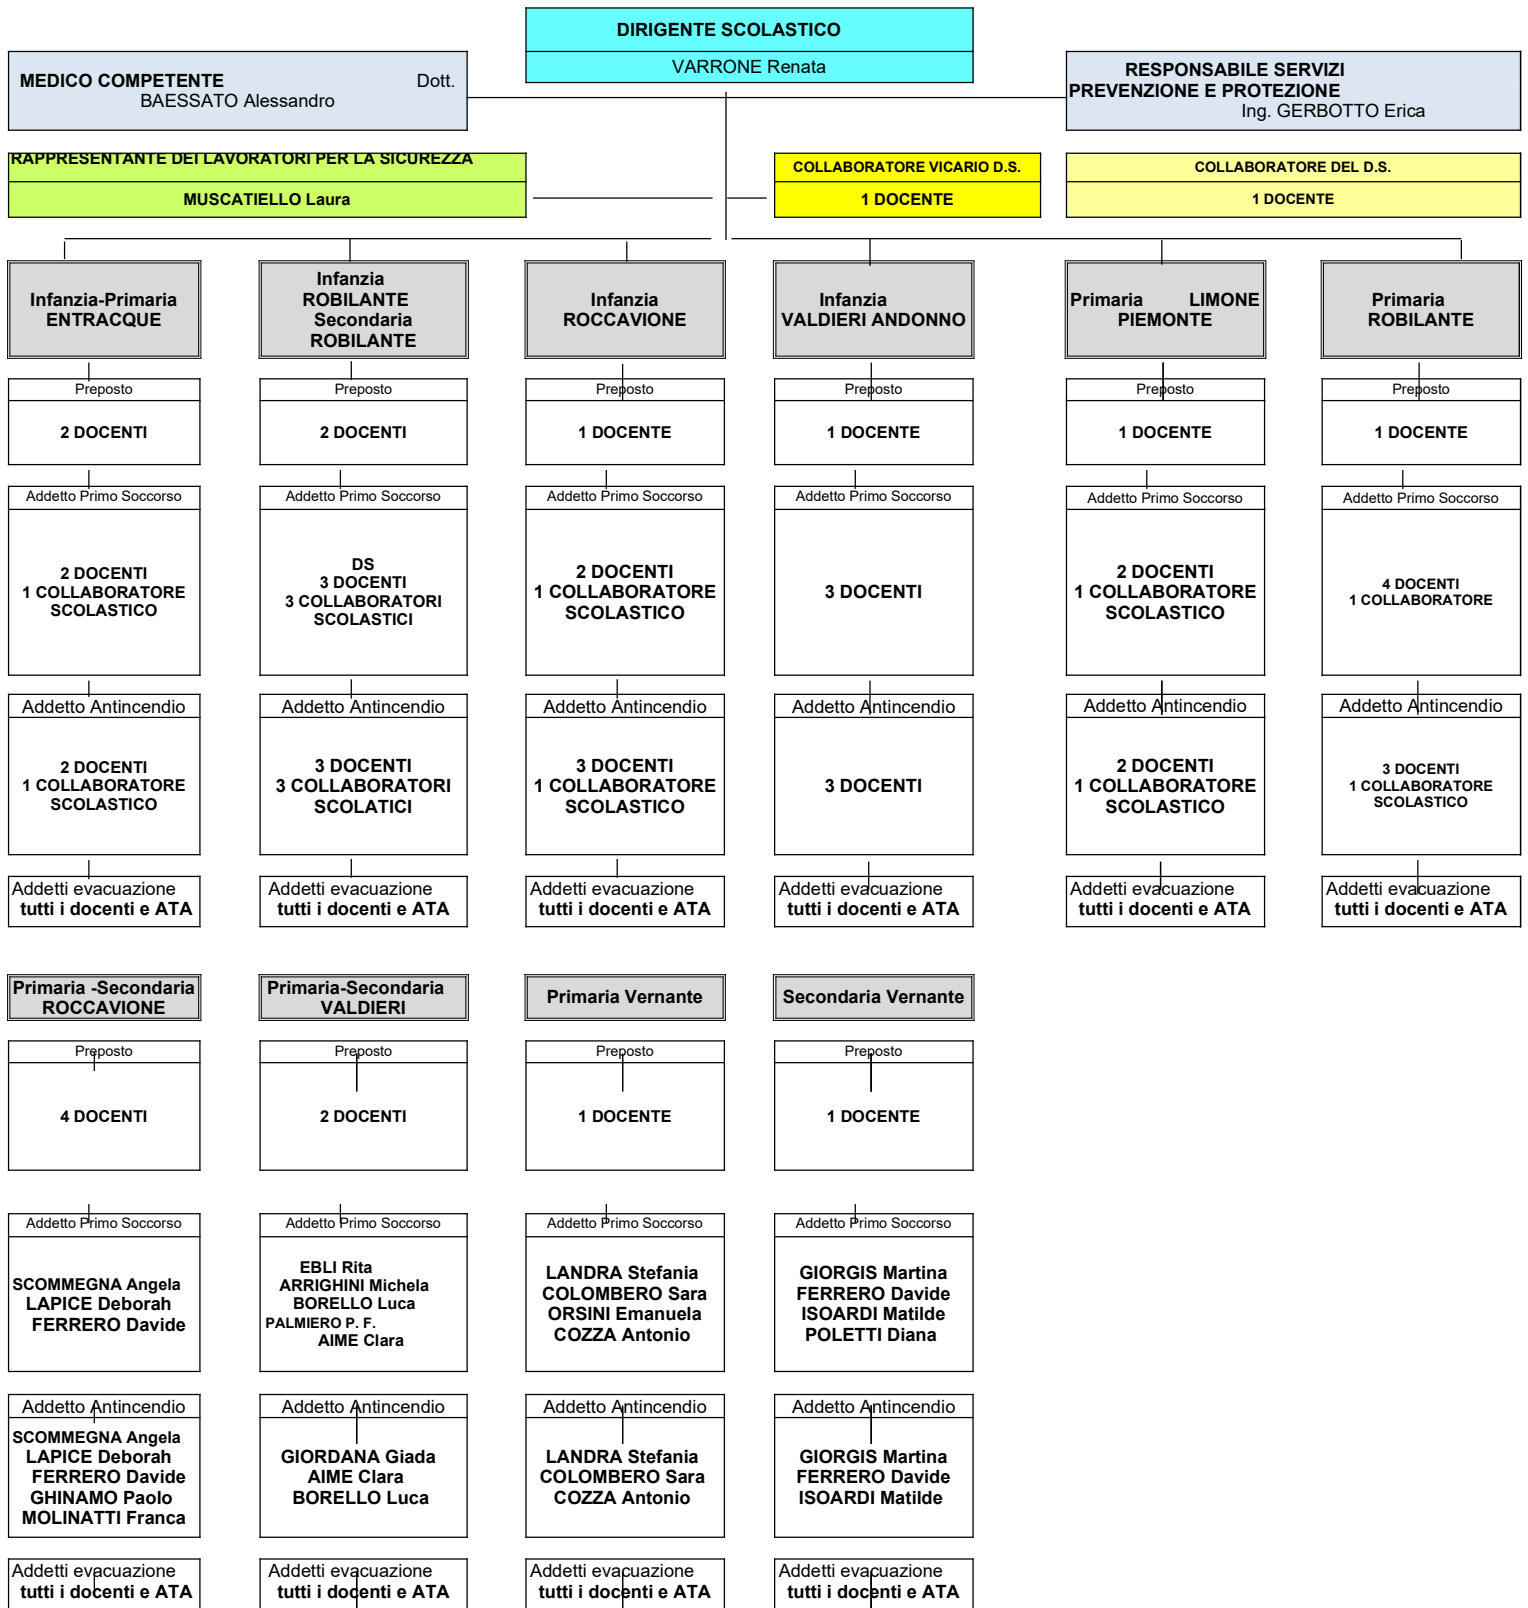 DIRIGENTE SCOLASTICO
VARRONE Renata
MEDICO COMPETENTE Dott.
BAESSATO Alessandro
RESPONSABILE SERVIZI
PREVENZIONE E PROTEZIONE
Ing. GERBOTTO Erica
RAPPRESENTANTE DEI LAVORATORI PER LA SICUREZZA
MUSCATIELLO Laura
COLLABORATORE VICARIO D.S.
1 DOCENTE
COLLABORATORE DEL D.S.
1 DOCENTE
Infanzia-Primaria
ENTRACQUE
Infanzia
ROBILANTE
Secondaria
ROBILANTE
Infanzia
ROCCAVIONE
Infanzia
VALDIERI ANDONNO
Primaria LIMONE
PIEMONTE
Primaria
ROBILANTE
Preposto
Preposto
Preposto
Preposto
Preposto
Preposto
2 DOCENTI
2 DOCENTI
1 DOCENTE
1 DOCENTE
1 DOCENTE
1 DOCENTE
Addetto Primo Soccorso
Addetto Primo Soccorso
Addetto Primo Soccorso
Addetto Primo Soccorso
Addetto Primo Soccorso
Addetto Primo Soccorso
2 DOCENTI
1 COLLABORATORE
SCOLASTICO
DS
3 DOCENTI
3 COLLABORATORI
SCOLASTICI
2 DOCENTI
1 COLLABORATORE
SCOLASTICO
3 DOCENTI
2 DOCENTI
1 COLLABORATORE
SCOLASTICO
4 DOCENTI
1 COLLABORATORE
Addetto Antincendio
Addetto Antincendio
Addetto Antincendio
Addetto Antincendio
Addetto Antincendio
Addetto Antincendio
2 DOCENTI
1 COLLABORATORE
SCOLASTICO
3 DOCENTI
3 COLLABORATORI
SCOLATICI
3 DOCENTI
1 COLLABORATORE
SCOLASTICO
3 DOCENTI
2 DOCENTI
1 COLLABORATORE
SCOLASTICO
3 DOCENTI
1 COLLABORATORE
SCOLASTICO
Addetti evacuazione
tutti i docenti e ATA
Addetti evacuazione
tutti i docenti e ATA
Addetti evacuazione
tutti i docenti e ATA
Addetti evacuazione
tutti i docenti e ATA
Addetti evacuazione
tutti i docenti e ATA
Addetti evacuazione
tutti i docenti e ATA
Primaria -Secondaria
ROCCAVIONE
Primaria-Secondaria
VALDIERI
Primaria Vernante
Secondaria Vernante
Preposto
Preposto
Preposto
Preposto
4 DOCENTI
2 DOCENTI
1 DOCENTE
1 DOCENTE
Addetto Primo Soccorso
Addetto Primo Soccorso
Addetto Primo Soccorso
Addetto Primo Soccorso
SCOMMEGNA Angela
LAPICE Deborah
FERRERO Davide
EBLI Rita
ARRIGHINI Michela
BORELLO Luca
PALMIERO P. F.
AIME Clara
LANDRA Stefania
COLOMBERO Sara
ORSINI Emanuela
COZZA Antonio
GIORGIS Martina
FERRERO Davide
ISOARDI Matilde
POLETTI Diana
Addetto Antincendio
Addetto Antincendio
Addetto Antincendio
Addetto Antincendio
SCOMMEGNA Angela
LAPICE Deborah
FERRERO Davide
GHINAMO Paolo
MOLINATTI Franca
GIORDANA Giada
AIME Clara
BORELLO Luca
LANDRA Stefania
COLOMBERO Sara
COZZA Antonio
GIORGIS Martina
FERRERO Davide
ISOARDI Matilde
Addetti evacuazione
tutti i docenti e ATA
Addetti evacuazione
tutti i docenti e ATA
Addetti evacuazione
tutti i docenti e ATA
Addetti evacuazione
tutti i docenti e ATA